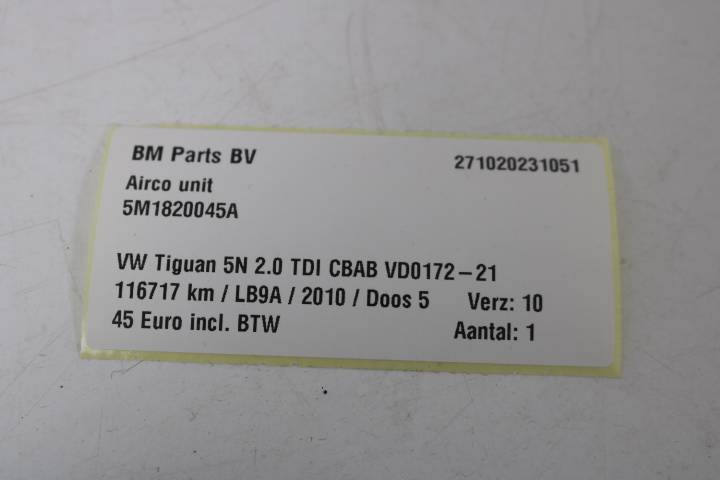 BM Parts BV 271020231051
Airco unit
5M1820045A
VW Tiguan 5N 2.0 TDI CBAB VD0172-21
116717 km / LB9A / 2010 / Doos 5 Verz: 10
45 Euro incl. BTW Aantal: 1